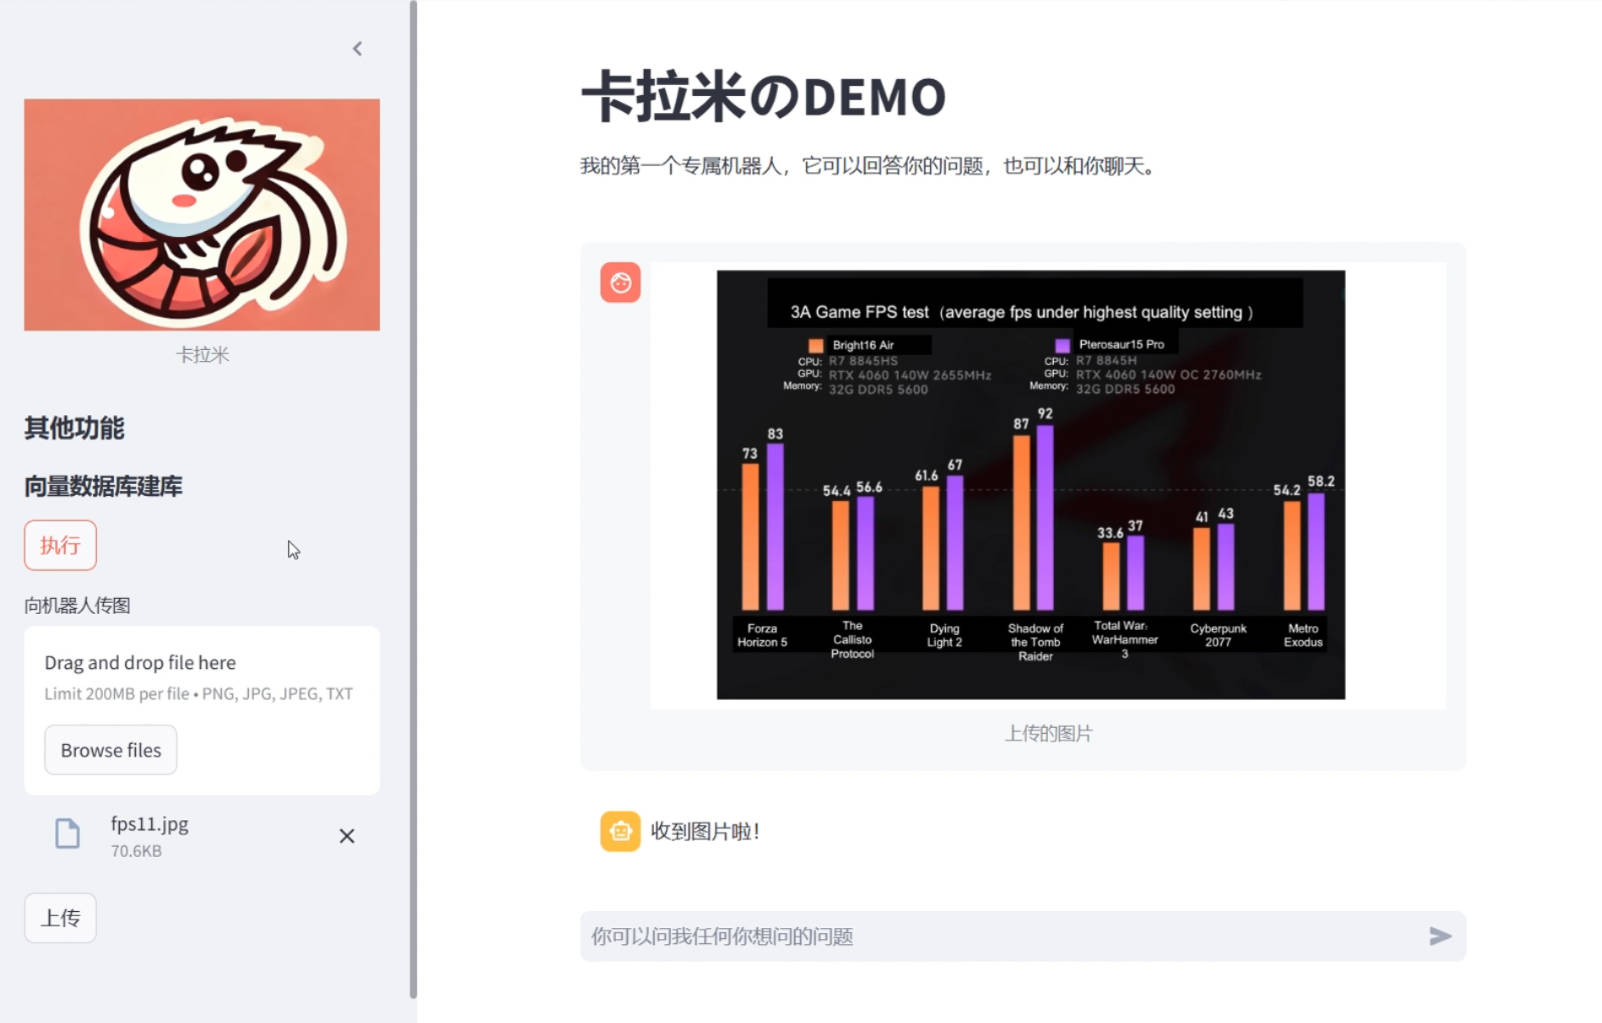 卡拉米
其他功能
向量数据库建库
执行
向机器人传图
Drag and drop file here
Limit 200MB per file • PNG, JPG, JPEG, TXT
Browse files
fps11.jpg
70.6KB
上传
卡拉米のDEMO
我的第一个专属机器人，它可以回答你的问题，也可以和你聊天。
3A Game FPS test（average fps under highest quality setting ）
Bright16 Air
CPU: R7 8845HS
GPU: RTX 4060 140W 2655MHz
Memory: 32G DDR5 5600
Pterosaur15 Pro
CPU: R7 8845H
GPU: RTX 4060 140W OC 2760MHz
Memory: 32G DDR5 5600
73 83
54.4 56.6
61.6 67
87 92
33.6 37
41 43
54.2 58.2
Forza
Horizon 5
The
Callisto
Protocol
Dying
Light 2
Shadow of
the Tomb
Raider
Total War:
WarHammer
3
Cyberpunk
2077
Metro
Exodus
上传的图片
收到图片啦！
你可以问我任何你想问的问题